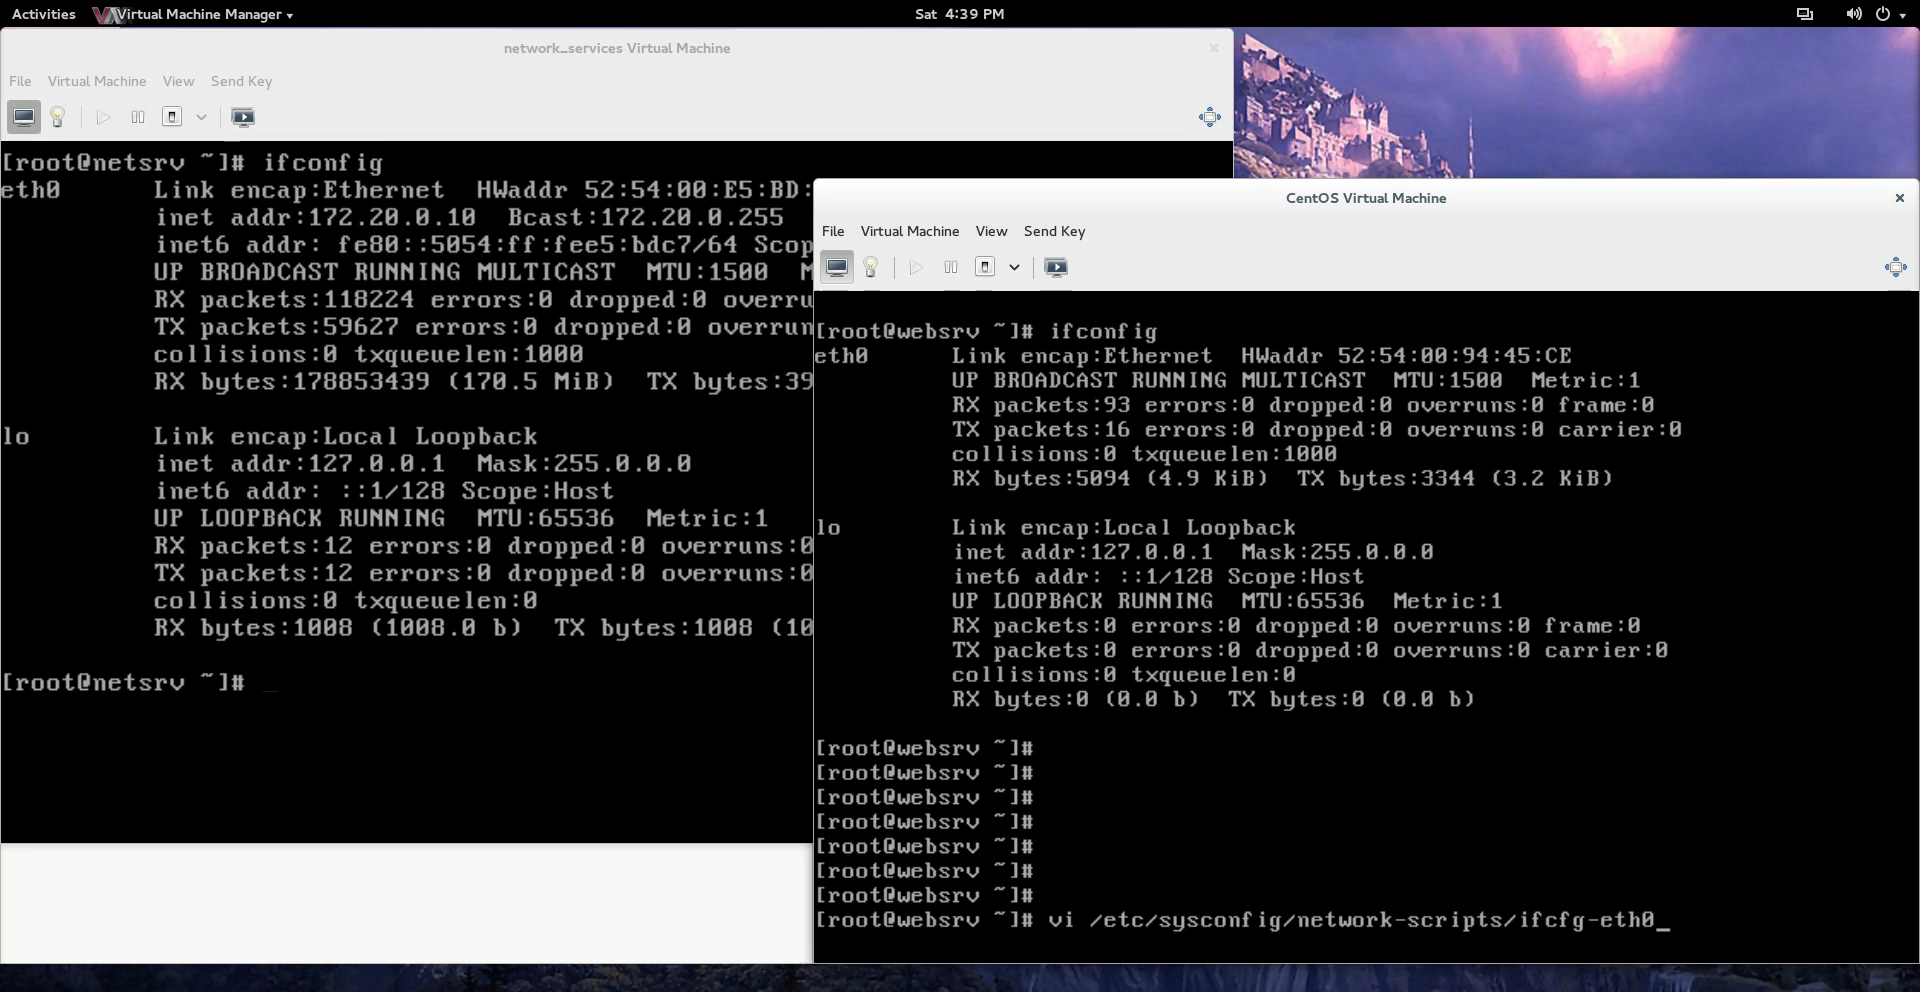 Activities Virtual Machine Manager Sat 4:39 PM
network_services Virtual Machine
File Virtual Machine View Send Key
[root@netsrv ~]# ifconfig
eth0 Link encap:Ethernet HWaddr 52:54:00:E5:BD:
inet addr:172.20.0.10 Bcast:172.20.0.255
inet6 addr: fe80::5054:ff:fee5:bdc7/64 Scop
UP BROADCAST RUNNING MULTICAST MTU:1500 M
RX packets:118224 errors:0 dropped:0 overru
TX packets:59627 errors:0 dropped:0 overrun
collisions:0 txqueuelen:1000
RX bytes:178853439 (170.5 MiB) TX bytes:39
lo Link encap:Local Loopback
inet addr:127.0.0.1 Mask:255.0.0.0
inet6 addr: ::1/128 Scope:Host
UP LOOPBACK RUNNING MTU:65536 Metric:1
RX packets:12 errors:0 dropped:0 overruns:0
TX packets:12 errors:0 dropped:0 overruns:0
collisions:0 txqueuelen:0
RX bytes:1008 (1008.0 b) TX bytes:1008 (10
[root@netsrv ~]# _
CentOS Virtual Machine
File Virtual Machine View Send Key
[root@websrv ~]# ifconfig
eth0 Link encap:Ethernet HWaddr 52:54:00:94:45:CE
UP BROADCAST RUNNING MULTICAST MTU:1500 Metric:1
RX packets:93 errors:0 dropped:0 overruns:0 frame:0
TX packets:16 errors:0 dropped:0 overruns:0 carrier:0
collisions:0 txqueuelen:1000
RX bytes:5094 (4.9 KiB) TX bytes:3344 (3.2 KiB)
lo Link encap:Local Loopback
inet addr:127.0.0.1 Mask:255.0.0.0
inet6 addr: ::1/128 Scope:Host
UP LOOPBACK RUNNING MTU:65536 Metric:1
RX packets:0 errors:0 dropped:0 overruns:0 frame:0
TX packets:0 errors:0 dropped:0 overruns:0 carrier:0
collisions:0 txqueuelen:0
RX bytes:0 (0.0 b) TX bytes:0 (0.0 b)
[root@websrv ~]#
[root@websrv ~]#
[root@websrv ~]#
[root@websrv ~]#
[root@websrv ~]#
[root@websrv ~]#
[root@websrv ~]#
[root@websrv ~]# vi /etc/sysconfig/network-scripts/ifcfg-eth0_